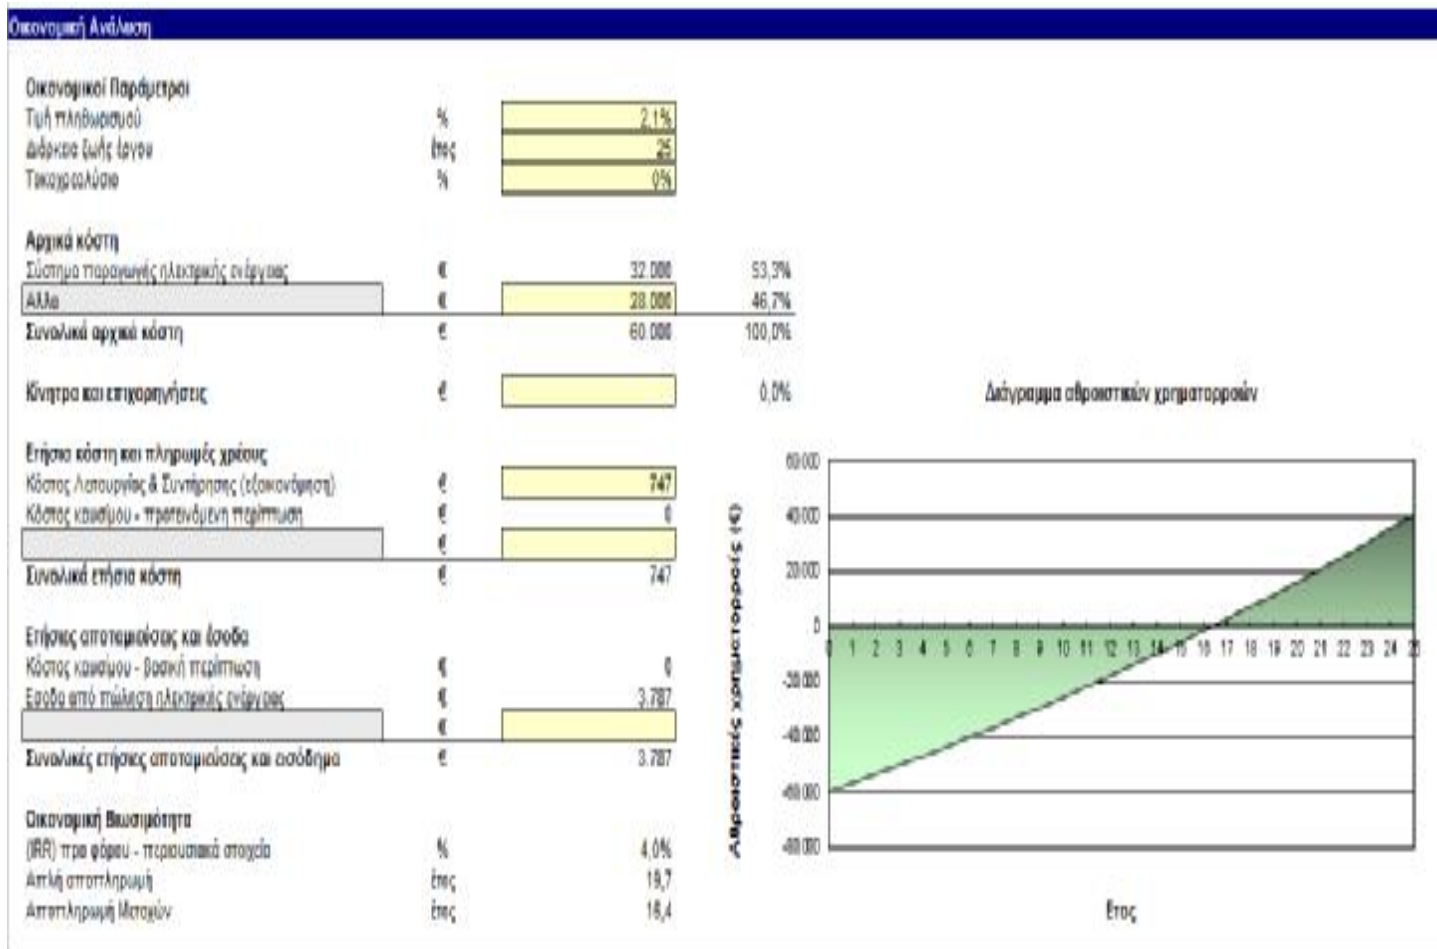 Οικονομική Ανάλυση
Οικονομικοί Παράμετροι
Τιμή πληθωρισμού % 2,1%
Διάρκεια ζωής έργου έτος 25
Τοκοχρεολύσιο % 0%
Αρχικά κόστη
Σύστημα παραγωγής ηλεκτρικής ενέργειας € 32.000 53,3%
Αλλο € 28.000 46,7%
Συνολικά αρχικά κόστη € 60.000 100,0%
Κίνητρα και επιχορηγήσεις € 0,0%
Διάγραμμα αθροιστικών χρηματορροών
Ετήσια κόστη και πληρωμές χρέους
Κόστος Λειτουργίας & Συντήρησης (εξοικονόμηση) € 747
Κόστος καυσίμου - προτεινόμενη περίπτωση € 0
€
Συνολικά ετήσια κόστη € 747
Ετήσιες αποταμιεύσεις και έσοδα
Κόστος καυσίμου - βασική περίπτωση € 0
Εσοδα από πώληση ηλεκτρικής ενέργειας € 3.787
€
Συνολικές ετήσιες αποταμιεύσεις και εισόδημα € 3.787
Οικονομική Βιωσιμότητα
(IRR) προ φόρου - περιουσιακά στοιχεία % 4,0%
Απλή αποπληρωμή έτος 19,7
Αποπληρωμή Μετοχών έτος 16,4
Αθροιστικές χρηματορροές (€)
60.000
40.000
20.000
0
-20.000
-40.000
-60.000
-80.000
0 1 2 3 4 5 6 7 8 9 10 11 12 13 14 15 16 17 18 19 20 21 22 23 24 25
Ετος